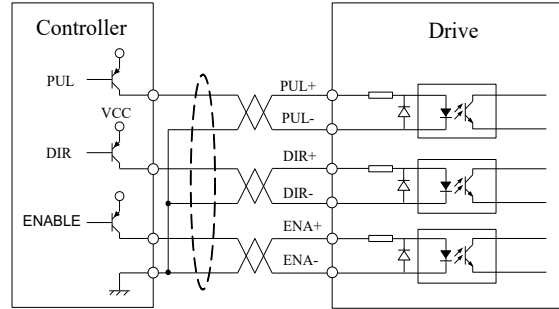 Controller
Drive
PUL
PUL+
PUL-
VCC
DIR
DIR+
DIR-
ENABLE
ENA+
ENA-